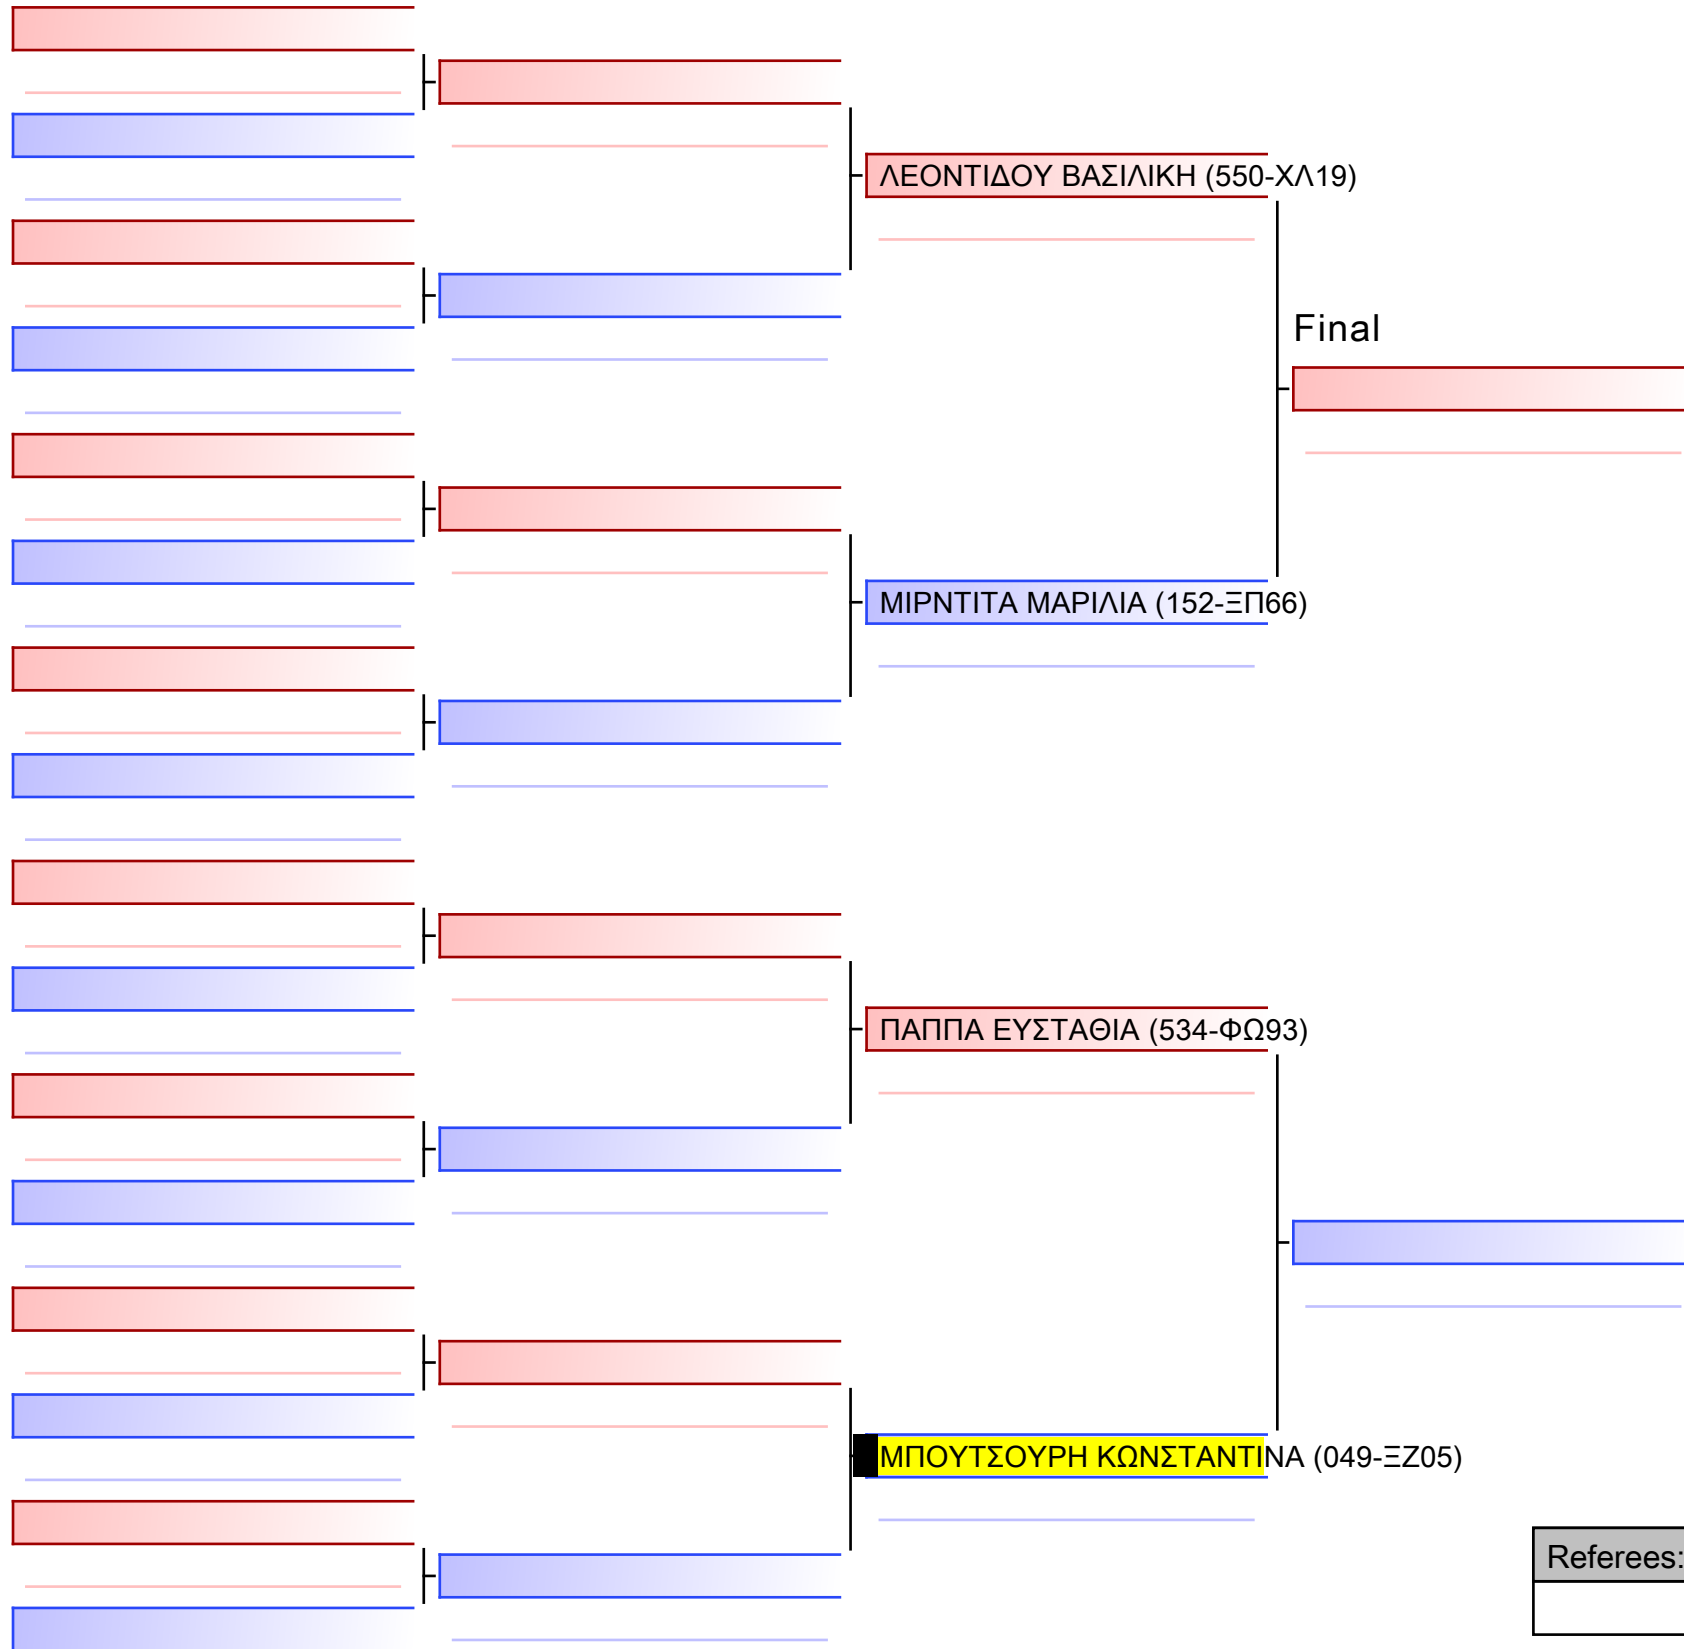 ΛΕΟΝΤΙΔΟΥ ΒΑΣΙΛΙΚΗ (550-ΧΛ19)
Final
ΜΙΡΝΤΙΤΑ ΜΑΡΙΛΙΑ (152-ΞΠ66)
ΠΑΠΠΑ ΕΥΣΤΑΘΙΑ (534-ΦΩ93)
ΜΠΟΥΤΣΟΥΡΗ ΚΩΝΣΤΑΝΤΙΝΑ (049-ΞΖ05)
Referees: